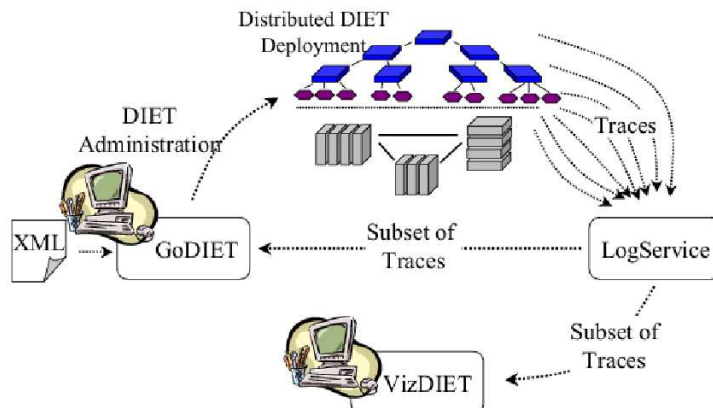 Distributed DIET
Deployment
DIET
Administration
Traces
XML
GoDIET
Subset of
Traces
LogService
Subset of
Traces
VizDIET